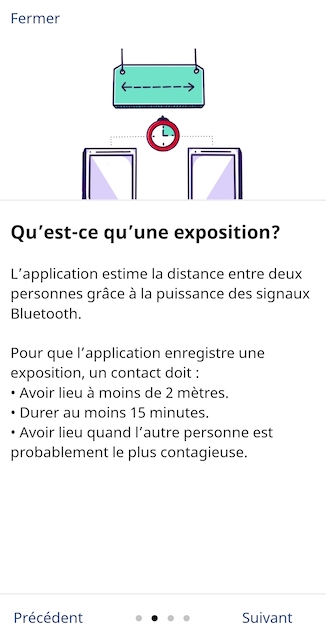 Fermer
Qu’est-ce qu’une exposition?
L’application estime la distance entre deux
personnes grâce à la puissance des signaux
Bluetooth.
Pour que l’application enregistre une
exposition, un contact doit :
• Avoir lieu à moins de 2 mètres.
• Durer au moins 15 minutes.
• Avoir lieu quand l’autre personne est
probablement le plus contagieuse.
Précédent
Suivant